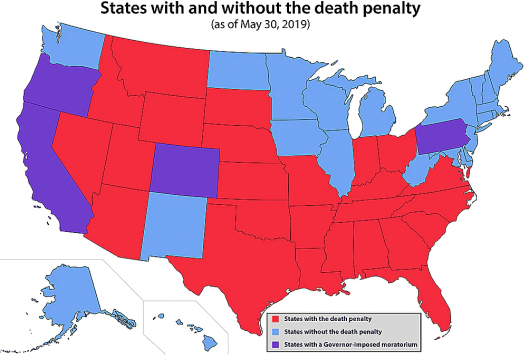 States with and without the death penalty
(as of May 30, 2019)
States with the death penalty
States without the death penalty
States with a Governor-imposed moratorium